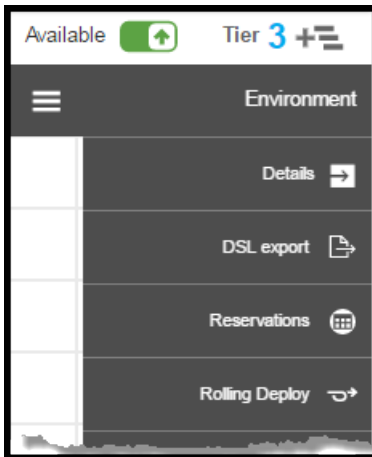 Available Tier 3
Environment
Details
DSL export
Reservations
Rolling Deploy